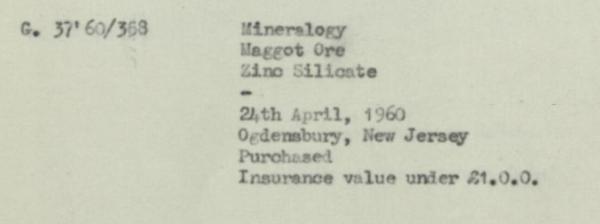 G. 37'60/368 Mineralogy
Maggot Ore
Zinc Silicate
-
24th April, 1960
Ogdensbury, New Jersey
Purchased
Insurance value under £1.0.0.